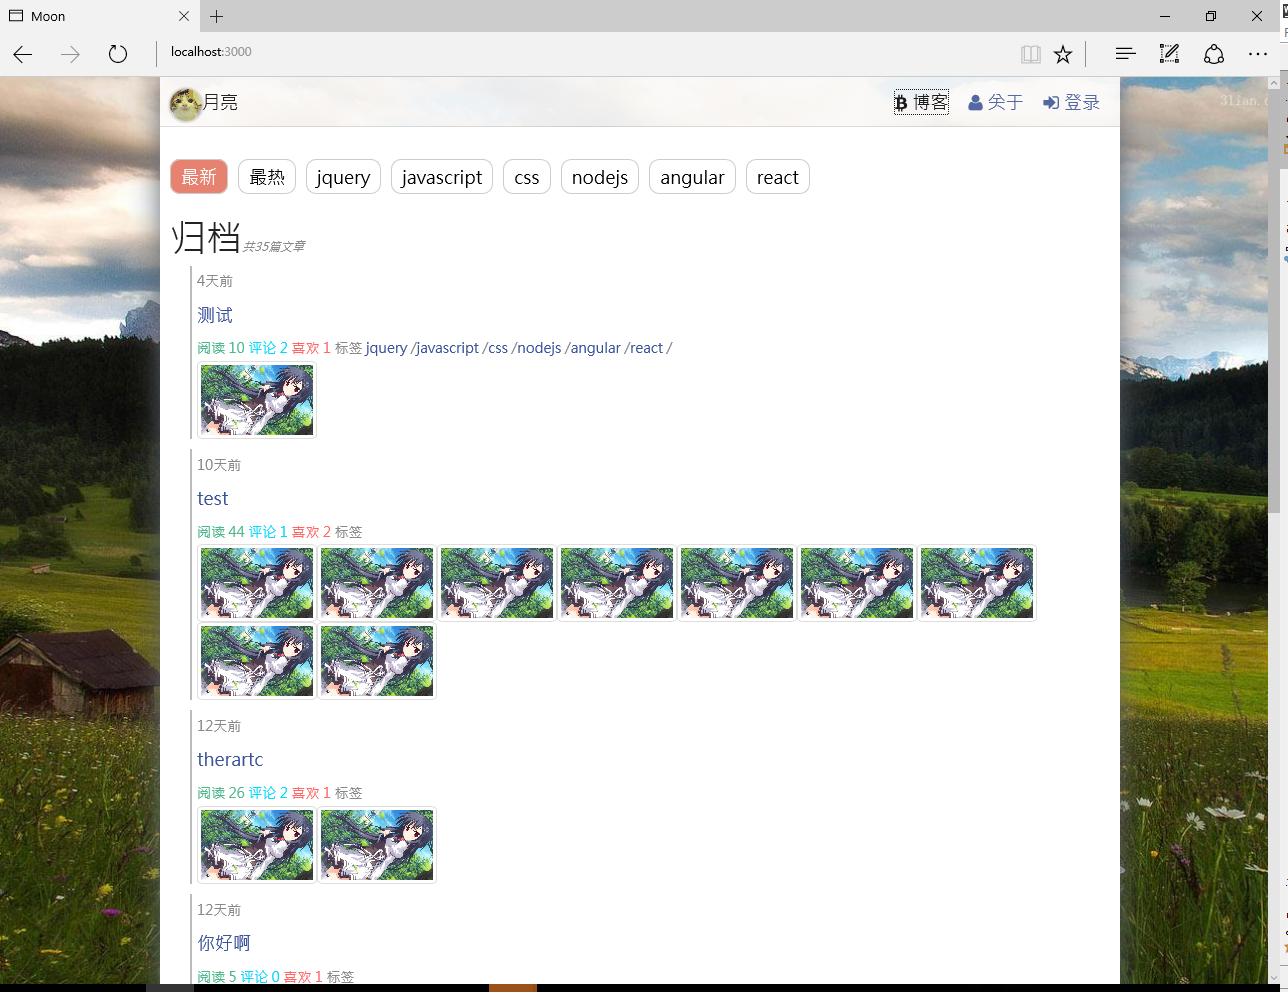 Moon
localhost:3000
月亮
博客 关于 登录
最新 最热 jquery javascript css nodejs angular react
归档 共35篇文章
4天前
测试
阅读 10 评论 2 喜欢 1 标签 jquery /javascript /css /nodejs /angular /react /
10天前
test
阅读 44 评论 1 喜欢 2 标签
12天前
therartc
阅读 26 评论 2 喜欢 1 标签
12天前
你好啊
阅读 5 评论 0 喜欢 1 标签